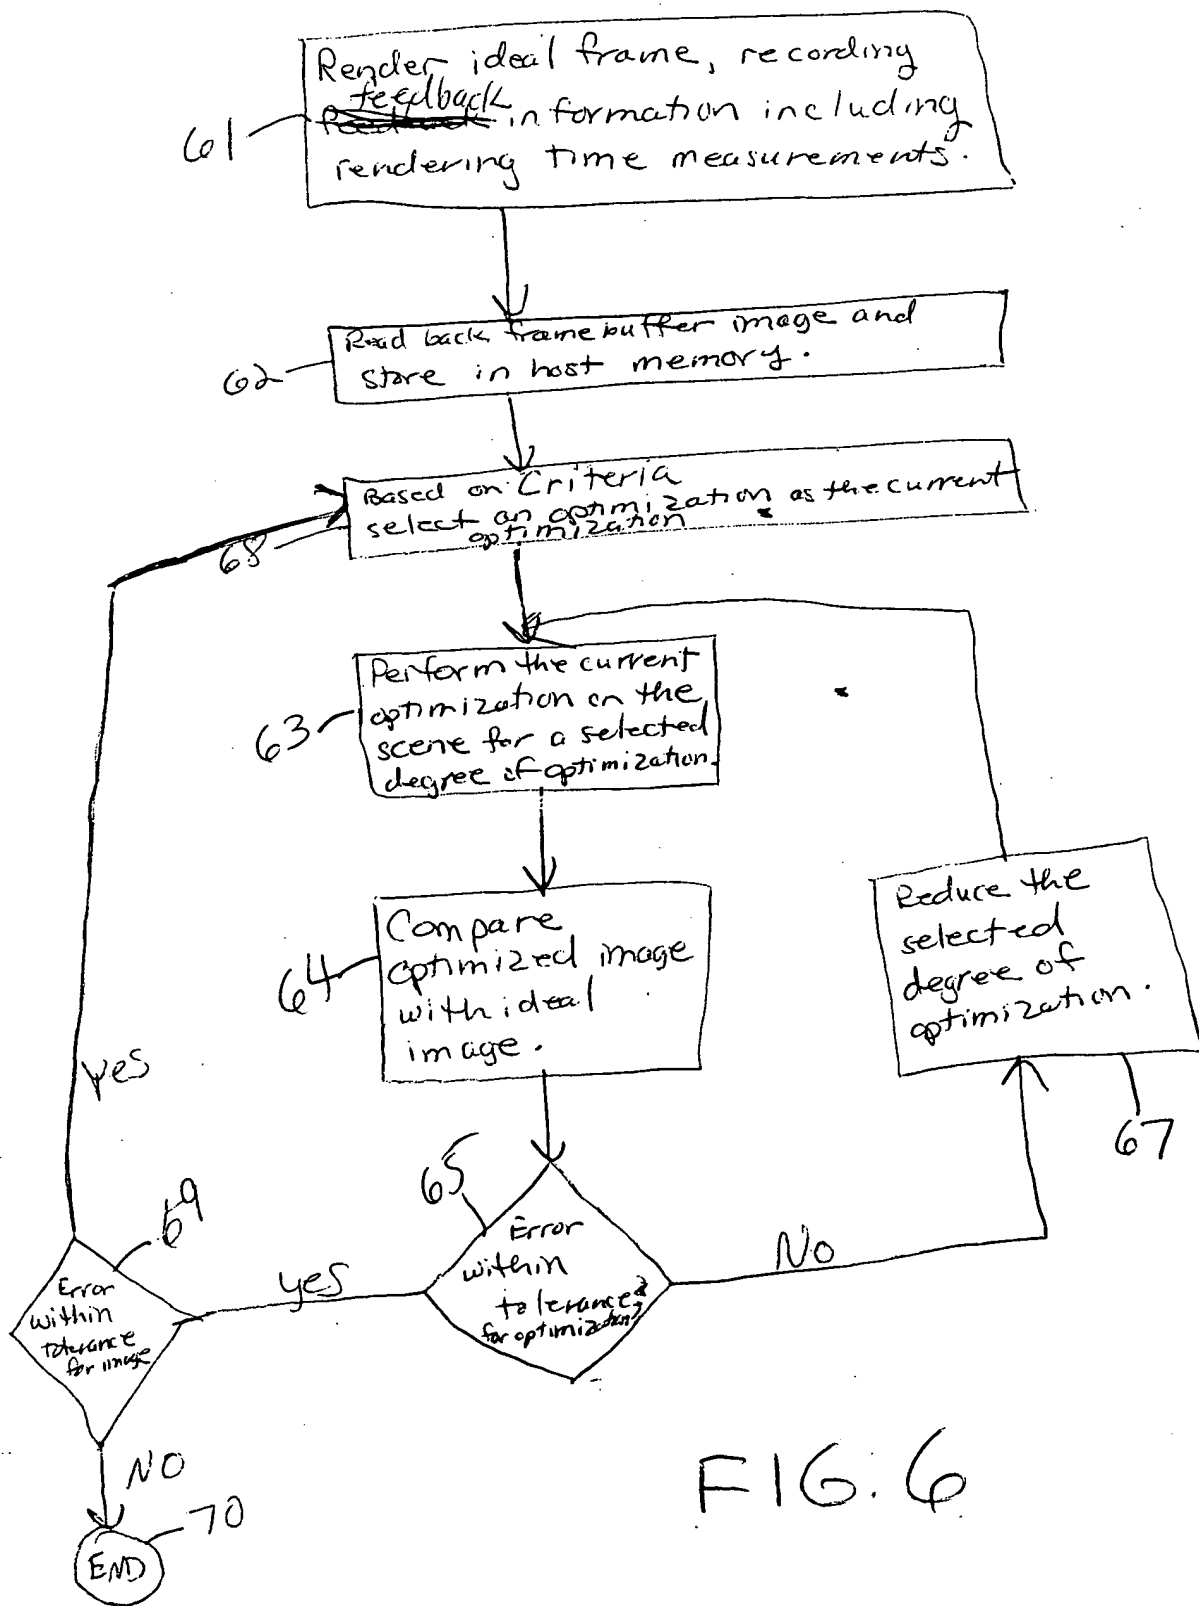 Render ideal frame, recording
feedback
information including
rendering time measurements.
61
Read back frame buffer image and
store in host memory.
62
Based on Criteria
select an optimization as the current
optimization
68
Perform the current
optimization on the
scene for a selected
degree of optimization.
63
Compare
optimized image
with ideal
image.
64
Reduce the
selected
degree of
optimization.
67
yes
65
Error
within
tolerance
for optimization?
No
yes
69
Error
within
tolerance
for image
NO
70
END
FIG. 6